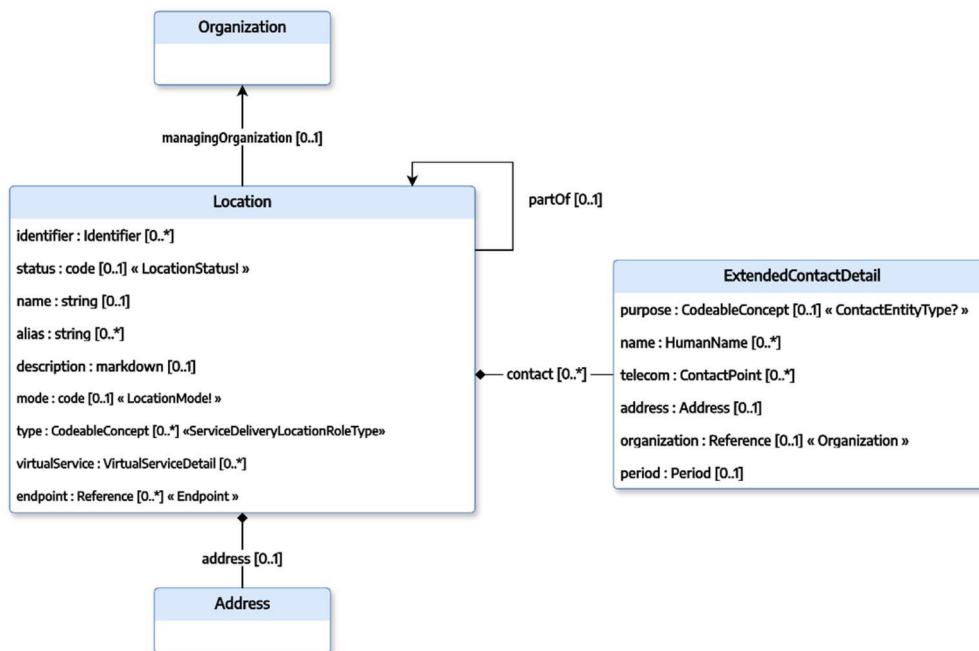 Organization
managingOrganization [0..1]
Location
partOf [0..1]
identifier : Identifier [0..*]
status : code [0..1] « LocationStatus! »
name : string [0..1]
alias : string [0..*]
description : markdown [0..1]
mode : code [0..1] « LocationMode! »
type : CodeableConcept [0..*] «ServiceDeliveryLocationRoleType»
virtualService : VirtualServiceDetail [0..*]
endpoint : Reference [0..*] « Endpoint »
contact [0..*]
ExtendedContactDetail
purpose : CodeableConcept [0..1] « ContactEntityType? »
name : HumanName [0..*]
telecom : ContactPoint [0..*]
address : Address [0..1]
organization : Reference [0..1] « Organization »
period : Period [0..1]
address [0..1]
Address